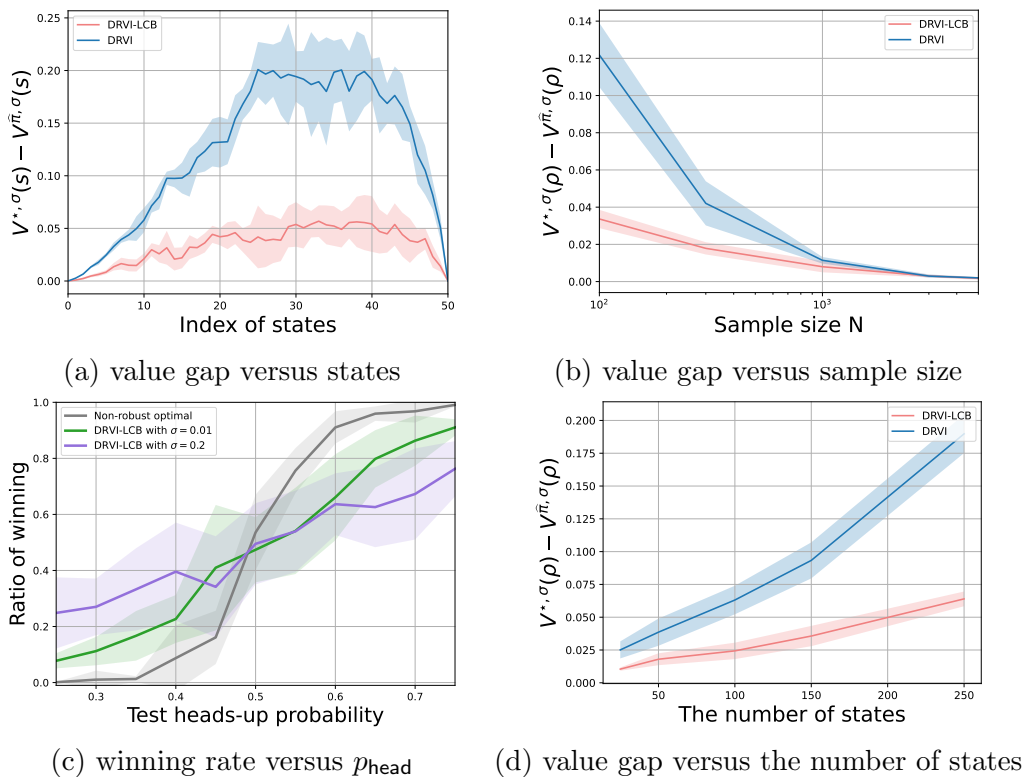 DRVI-LCB
DRVI
0.25
0.20
0.15
0.10
0.05
0.00
V⋆,σ(s) − Vπ̂,σ(s)
0 10 20 30 40 50
Index of states
(a) value gap versus states
DRVI-LCB
DRVI
0.14
0.12
0.10
0.08
0.06
0.04
0.02
0.00
V⋆,σ(ρ) − Vπ̂,σ(ρ)
10² 10³
Sample size N
(b) value gap versus sample size
Non-robust optimal
DRVI-LCB with σ = 0.01
DRVI-LCB with σ = 0.2
1.0
0.8
0.6
0.4
0.2
0.0
Ratio of winning
0.3 0.4 0.5 0.6 0.7
Test heads-up probability
(c) winning rate versus p_head
DRVI-LCB
DRVI
0.200
0.175
0.150
0.125
0.100
0.075
0.050
0.025
0.000
V⋆,σ(ρ) − Vπ̂,σ(ρ)
50 100 150 200 250
The number of states
(d) value gap versus the number of states